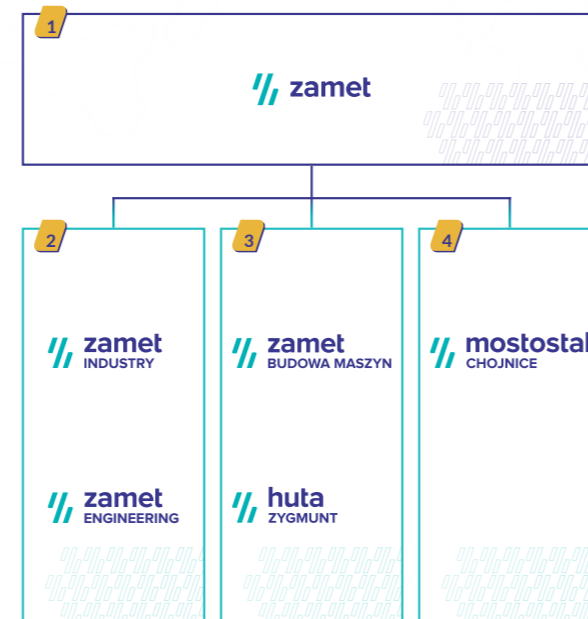 1
zamet
2
3
4
zamet
INDUSTRY
zamet
BUDOWA MASZYN
mostostal
CHOJNICE
zamet
ENGINEERING
huta
ZYGMUNT